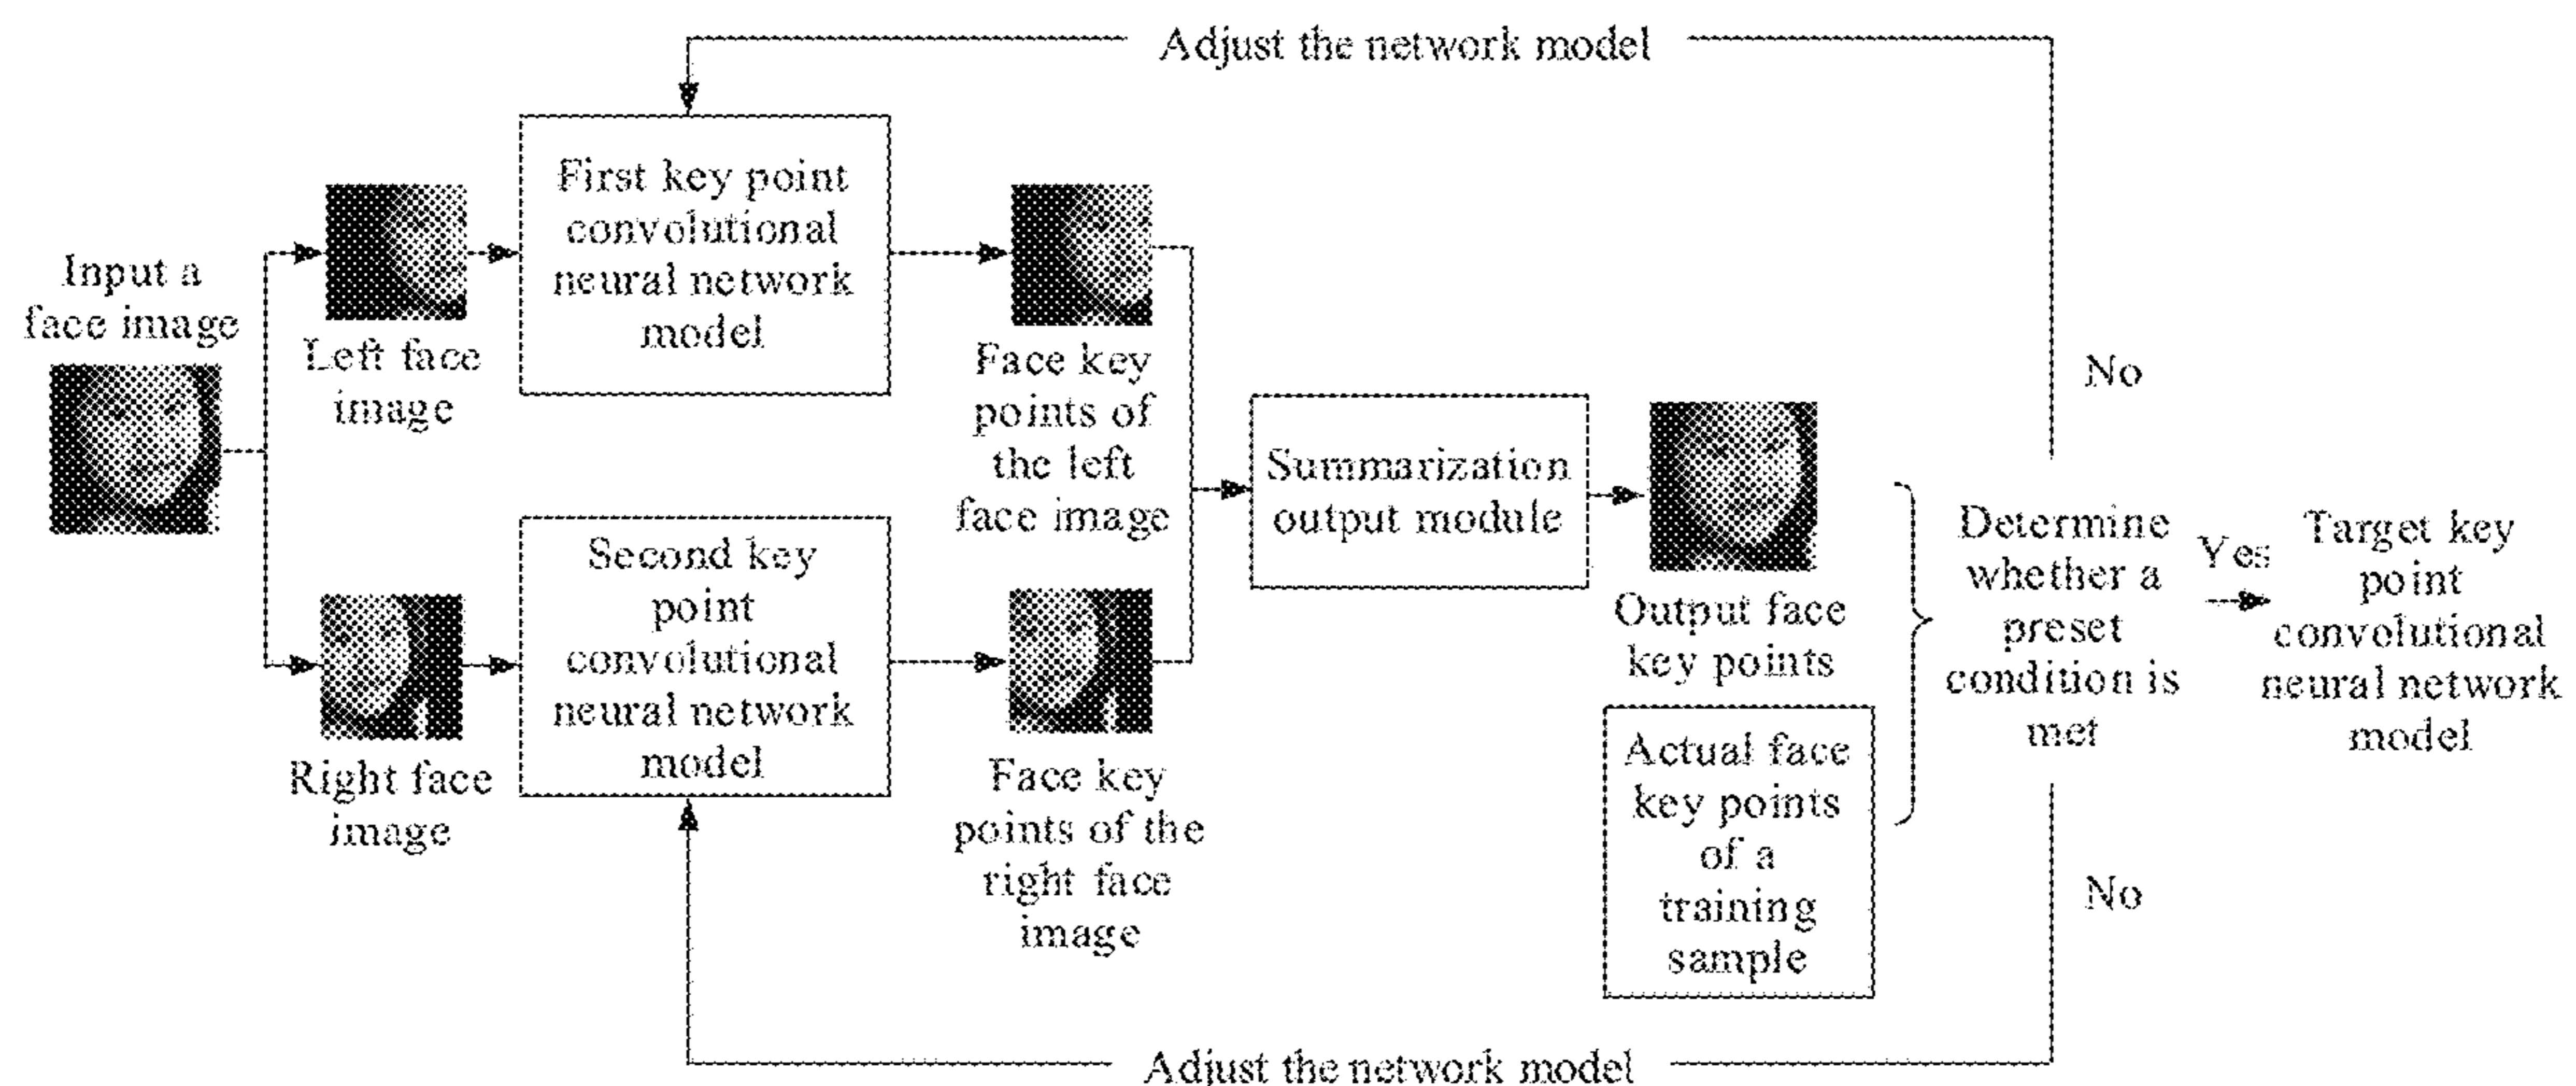 Adjust the network model
Input a
face image
Left face
image
First key point
convolutional
neural network
model
Face key
points of
the left
face image
Right face
image
Second key
point
convolutional
neural network
model
Face key
points of the
right face
image
Summarization
output module
Output face
key points
Actual face
key points
of a
training
sample
No
Determine
whether a
preset
condition is
met
No
Yes
Target key
point
convolutional
neural network
model
Adjust the network model